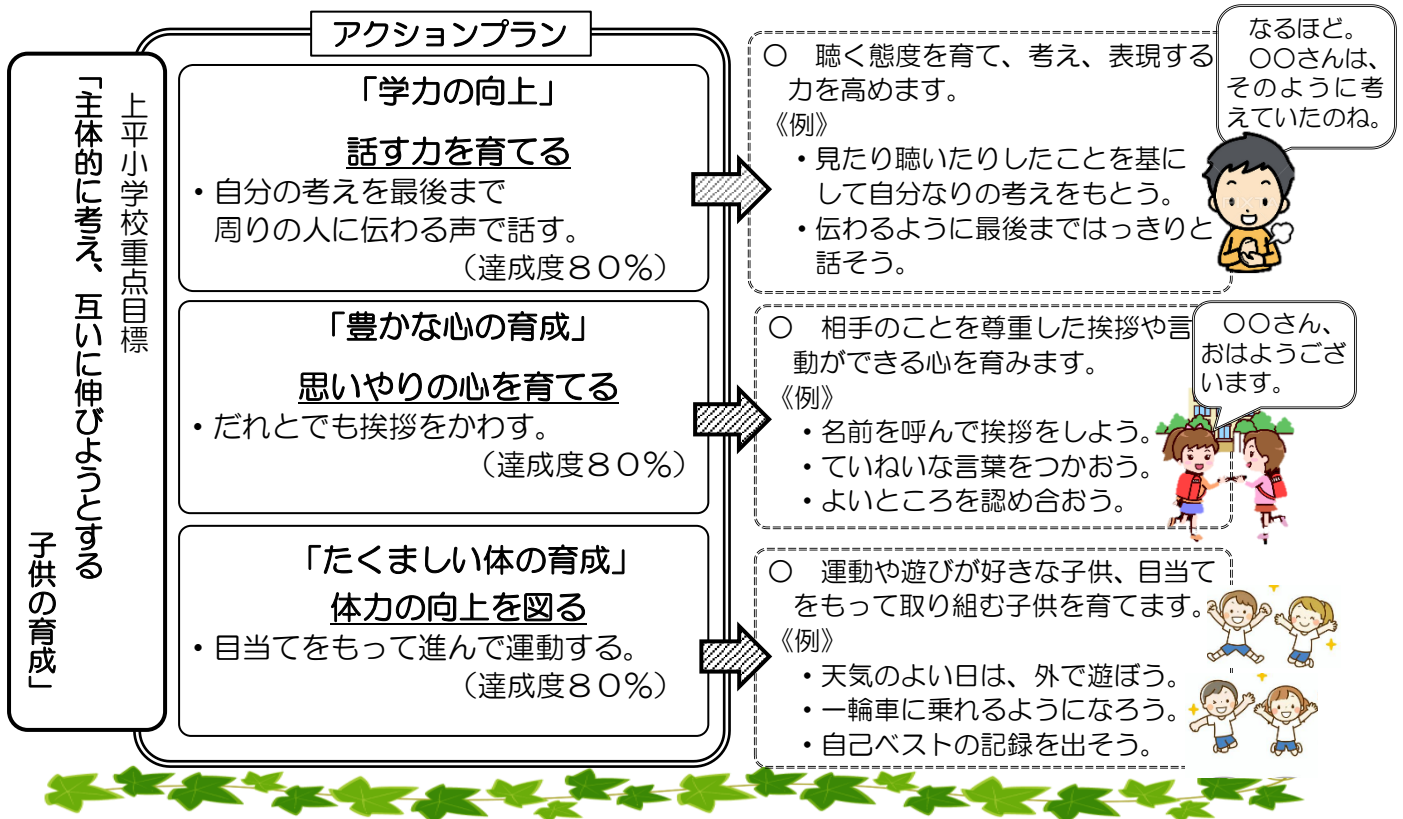 上平小学校重点目標
「主体的に考え、互いに伸びようとする
子供の育成」
アクションプラン
「学力の向上」
話す力を育てる
・自分の考えを最後まで
周りの人に伝わる声で話す。
（達成度８０％）
○　聴く態度を育て、考え、表現する
力を高めます。
《例》
・見たり聴いたりしたことを基に
して自分なりの考えをもとう。
・伝わるように最後まではっきりと
話そう。
なるほど。
○○さんは、
そのように考
えていたのね。
「豊かな心の育成」
思いやりの心を育てる
・だれとでも挨拶をかわす。
（達成度８０％）
○　相手のことを尊重した挨拶や言
動ができる心を育みます。
《例》
・名前を呼んで挨拶をしよう。
・ていねいな言葉をつかおう。
・よいところを認め合おう。
○○さん、
おはようござ
います。
「たくましい体の育成」
体力の向上を図る
・目当てをもって進んで運動する。
（達成度８０％）
○　運動や遊びが好きな子供、目当て
をもって取り組む子供を育てます。
《例》
・天気のよい日は、外で遊ぼう。
・一輪車に乗れるようになろう。
・自己ベストの記録を出そう。